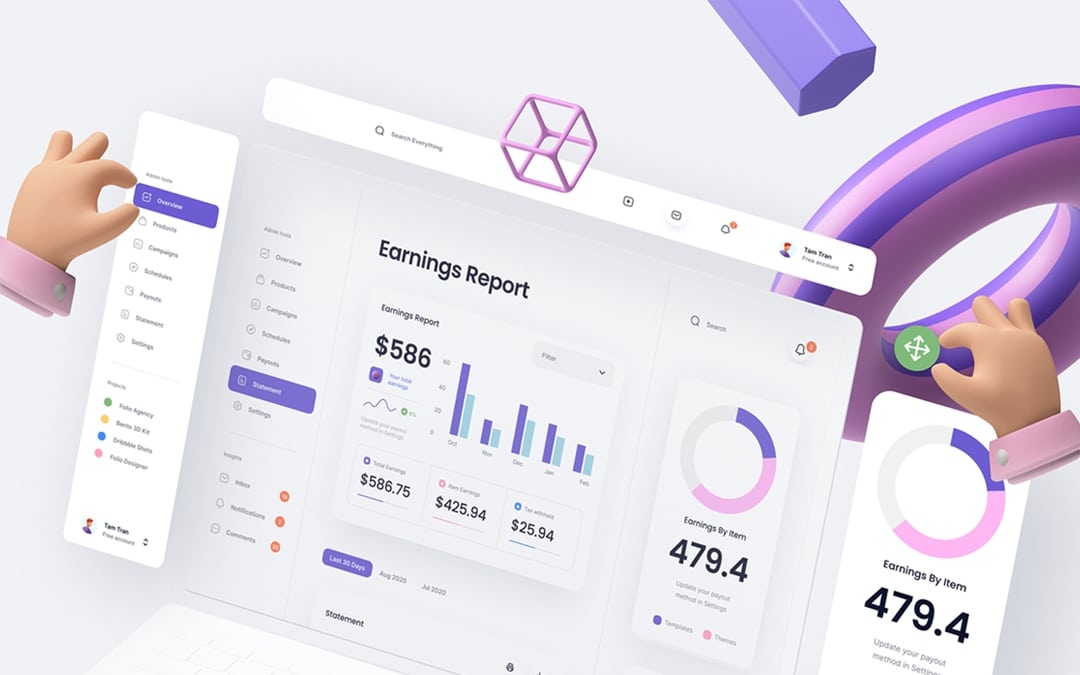 Search Everything
Tam Tran
Free account
Admin tools
Overview
Products
Campaigns
Schedules
Payouts
Statement
Settings
Projects
Folio Agency
Bento 3D Kit
Dribbble Shots
Folio Designer
Tam Tran
Free account
Admin tools
Overview
Products
Campaigns
Schedules
Payouts
Statement
Settings
Insights
Inbox
Notifications
2
Comments
20
Earnings Report
Earnings Report
$586
Your total
earnings
6%
Update your payout
method in Settings
Filter
60
40
20
0
Oct
Nov
Dec
Jan
Feb
Total Earnings
$586.75
Item Earnings
$425.94
Tax withheld
$25.94
Last 30 Days
Aug 2020
Jul 2020
Statement
Search
2
Earnings By Item
479.4
Update your payout
method in Settings
Templates
Themes
Earnings By Item
479.4
Update your payout
method in Settings